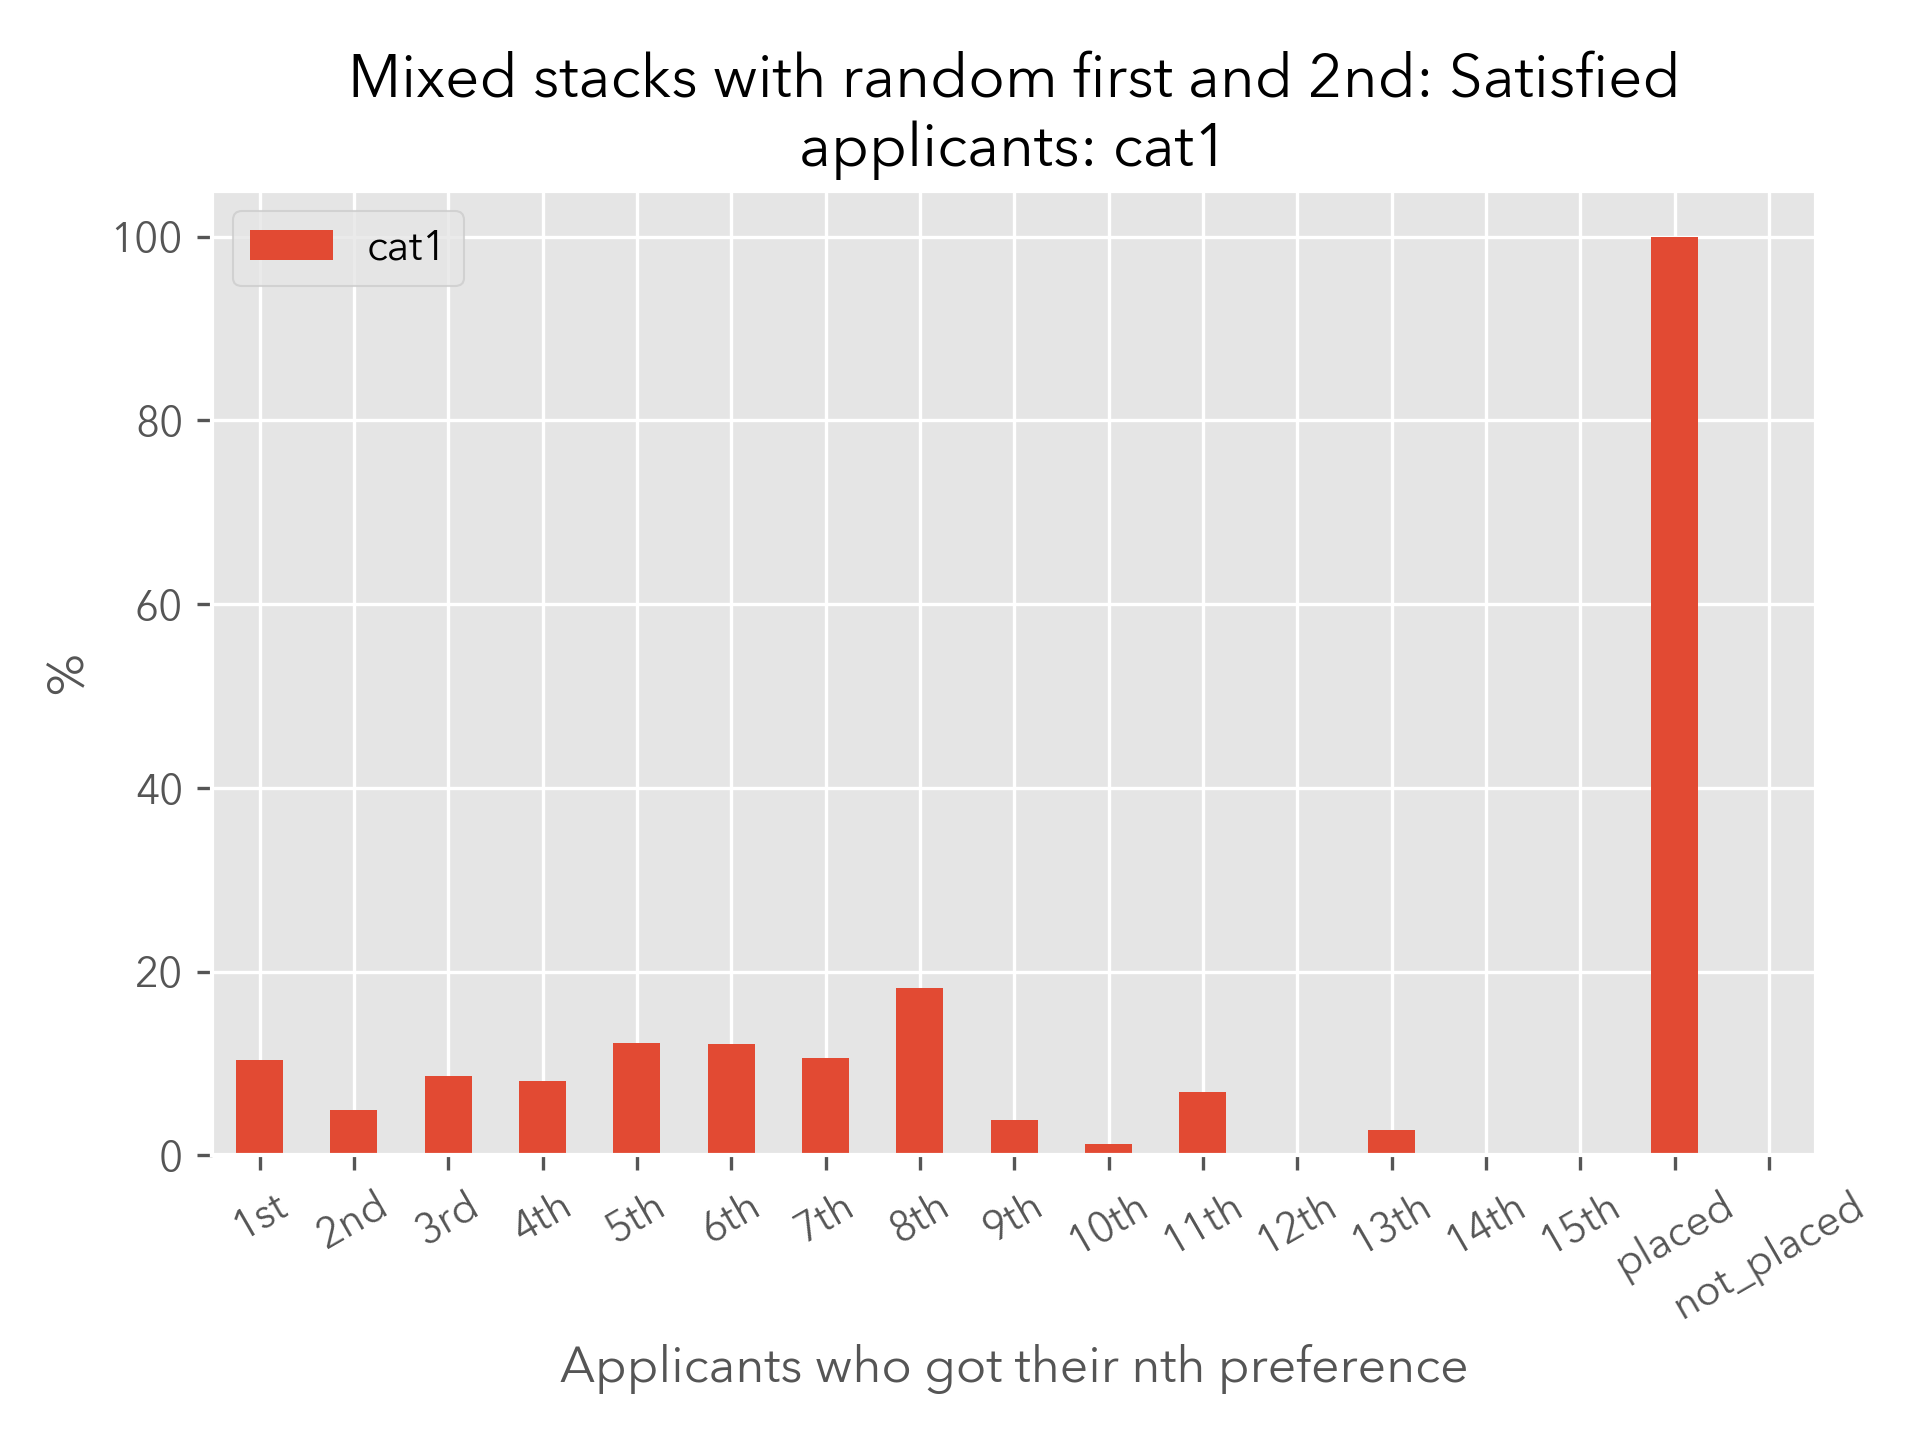 Mixed stacks with random first and 2nd: Satisfied
applicants: cat1
cat1
100
80
60
40
20
0
%
1st
2nd
3rd
4th
5th
6th
7th
8th
9th
10th
11th
12th
13th
14th
15th
placed
not_placed
Applicants who got their nth preference